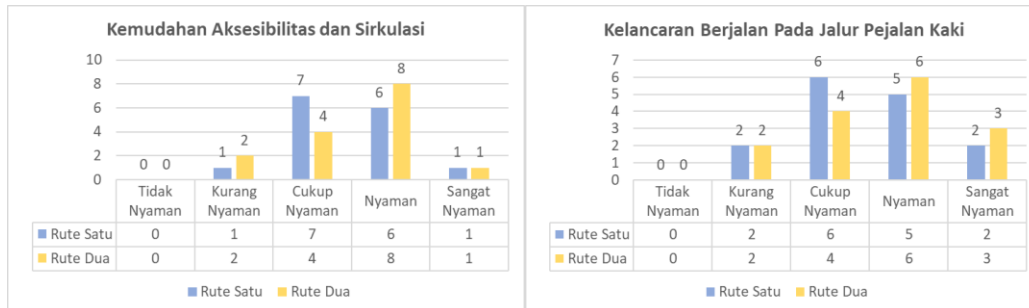 Kemudahan Aksesibilitas dan Sirkulasi
10
8
6
4
2
0
0 0
1 2
7 4
6 8
1 1
Tidak Nyaman Kurang Nyaman Cukup Nyaman Nyaman Sangat Nyaman
Rute Satu 0 1 7 6 1
Rute Dua 0 2 4 8 1
Rute Satu Rute Dua
Kelancaran Berjalan Pada Jalur Pejalan Kaki
7
6
5
4
3
2
1
0
0 0
2 2
6 4
5 6
2 3
Tidak Nyaman Kurang Nyaman Cukup Nyaman Nyaman Sangat Nyaman
Rute Satu 0 2 6 5 2
Rute Dua 0 2 4 6 3
Rute Satu Rute Dua